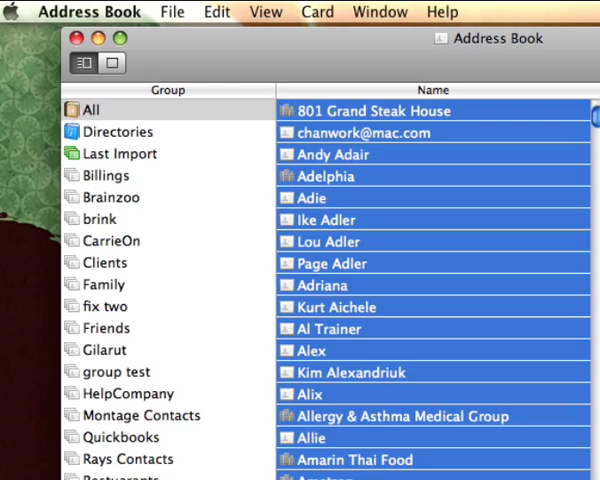 Address Book File Edit View Card Window Help
Address Book
Group Name
All
Directories
Last Import
Billings
Brainzoo
brink
CarrieOn
Clients
Family
fix two
Friends
Gilarut
group test
HelpCompany
Montage Contacts
Quickbooks
Rays Contacts
801 Grand Steak House
chanwork@mac.com
Andy Adair
Adelphia
Adie
Ike Adler
Lou Adler
Page Adler
Adriana
Kurt Aichele
Al Trainer
Alex
Kim Alexandriuk
Alix
Allergy & Asthma Medical Group
Allie
Amarin Thai Food